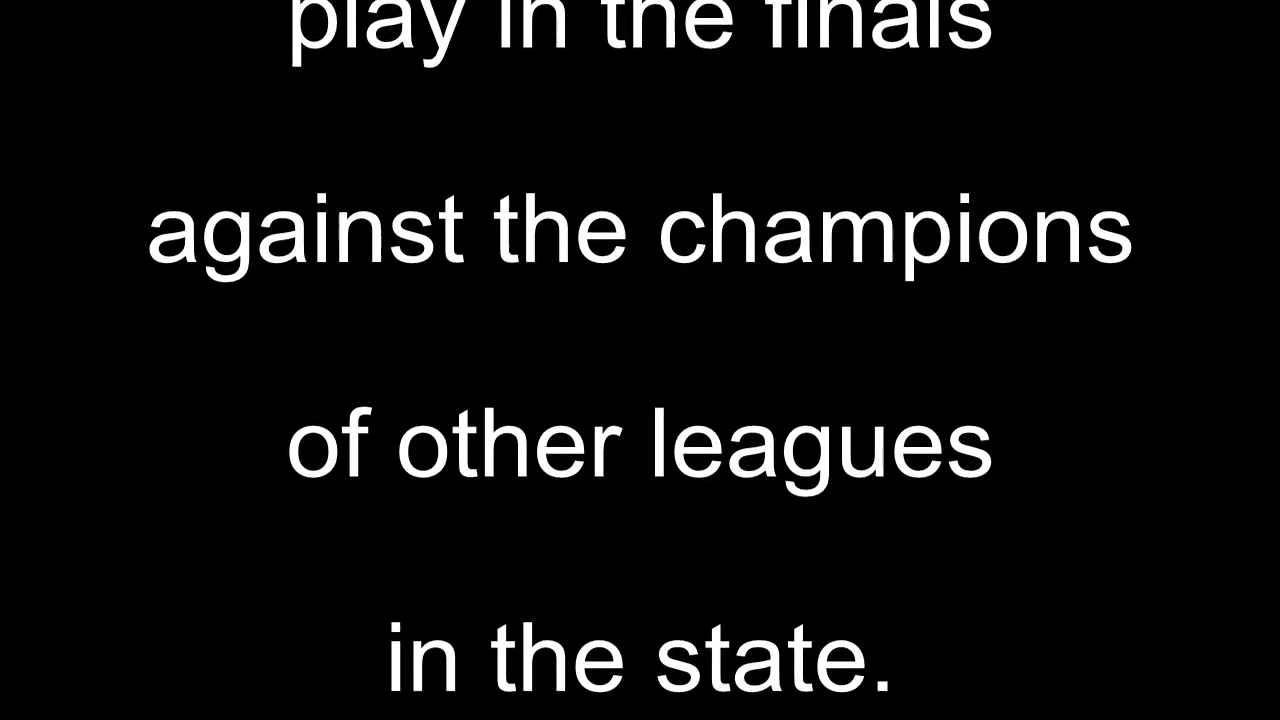 play in the finals
against the champions
of other leagues
in the state.